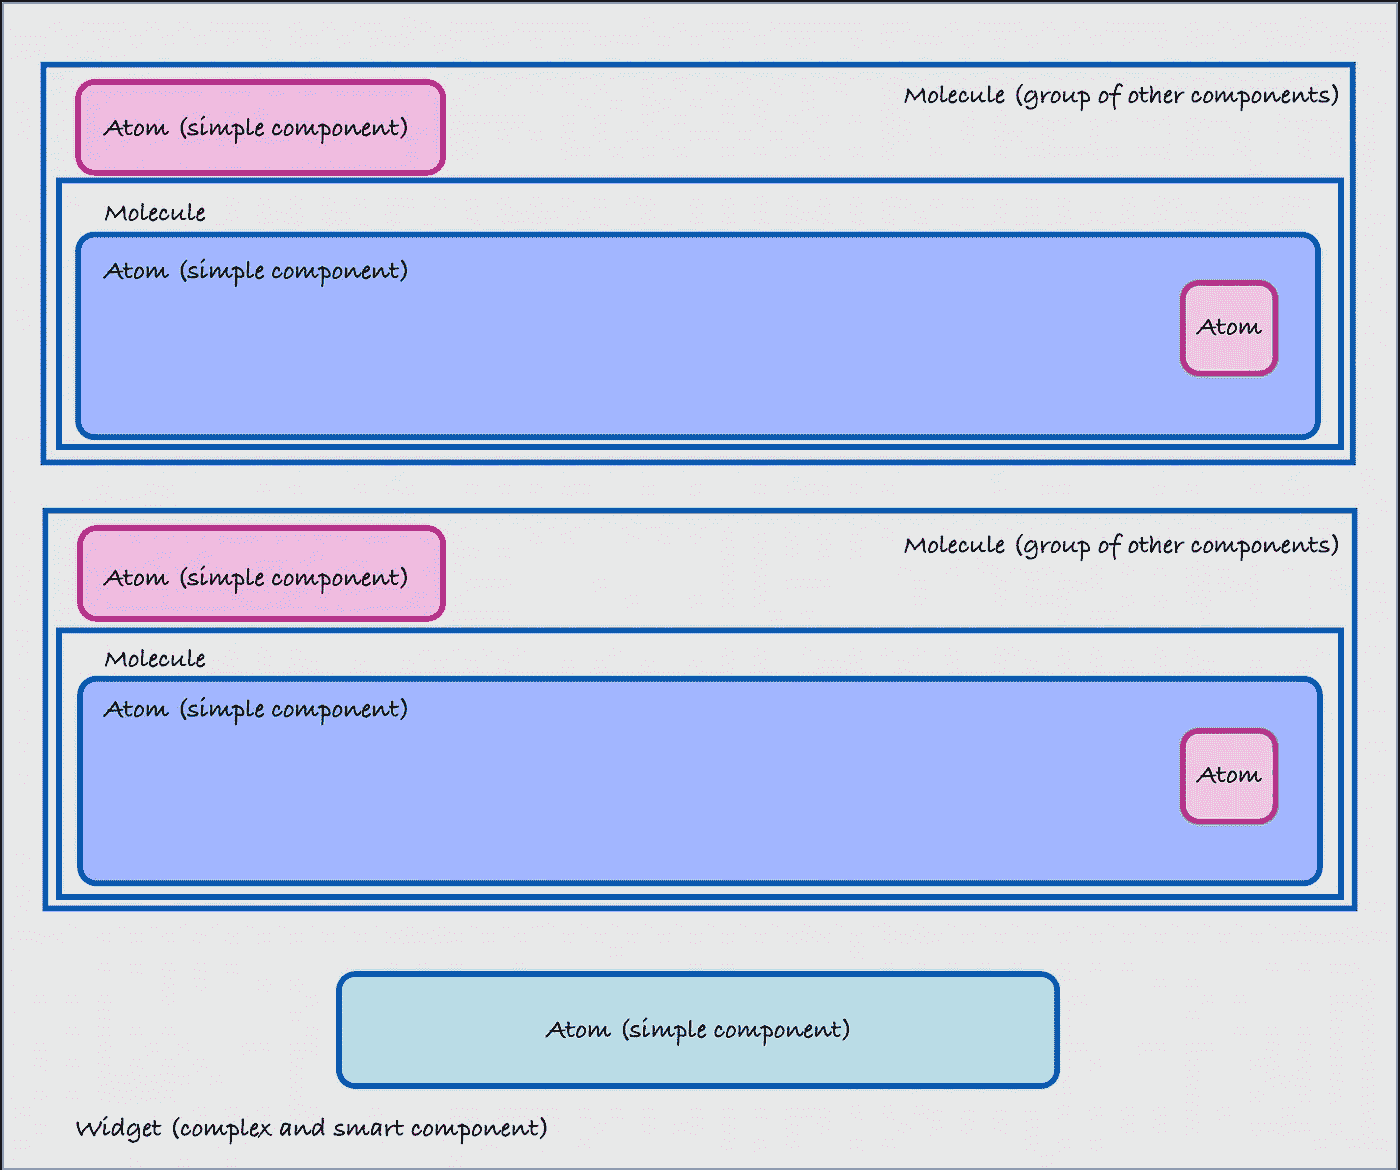 Molecule (group of other components)
Atom (simple component)
Molecule
Atom (simple component)
Atom
Molecule (group of other components)
Atom (simple component)
Molecule
Atom (simple component)
Atom
Atom (simple component)
Widget (complex and smart component)